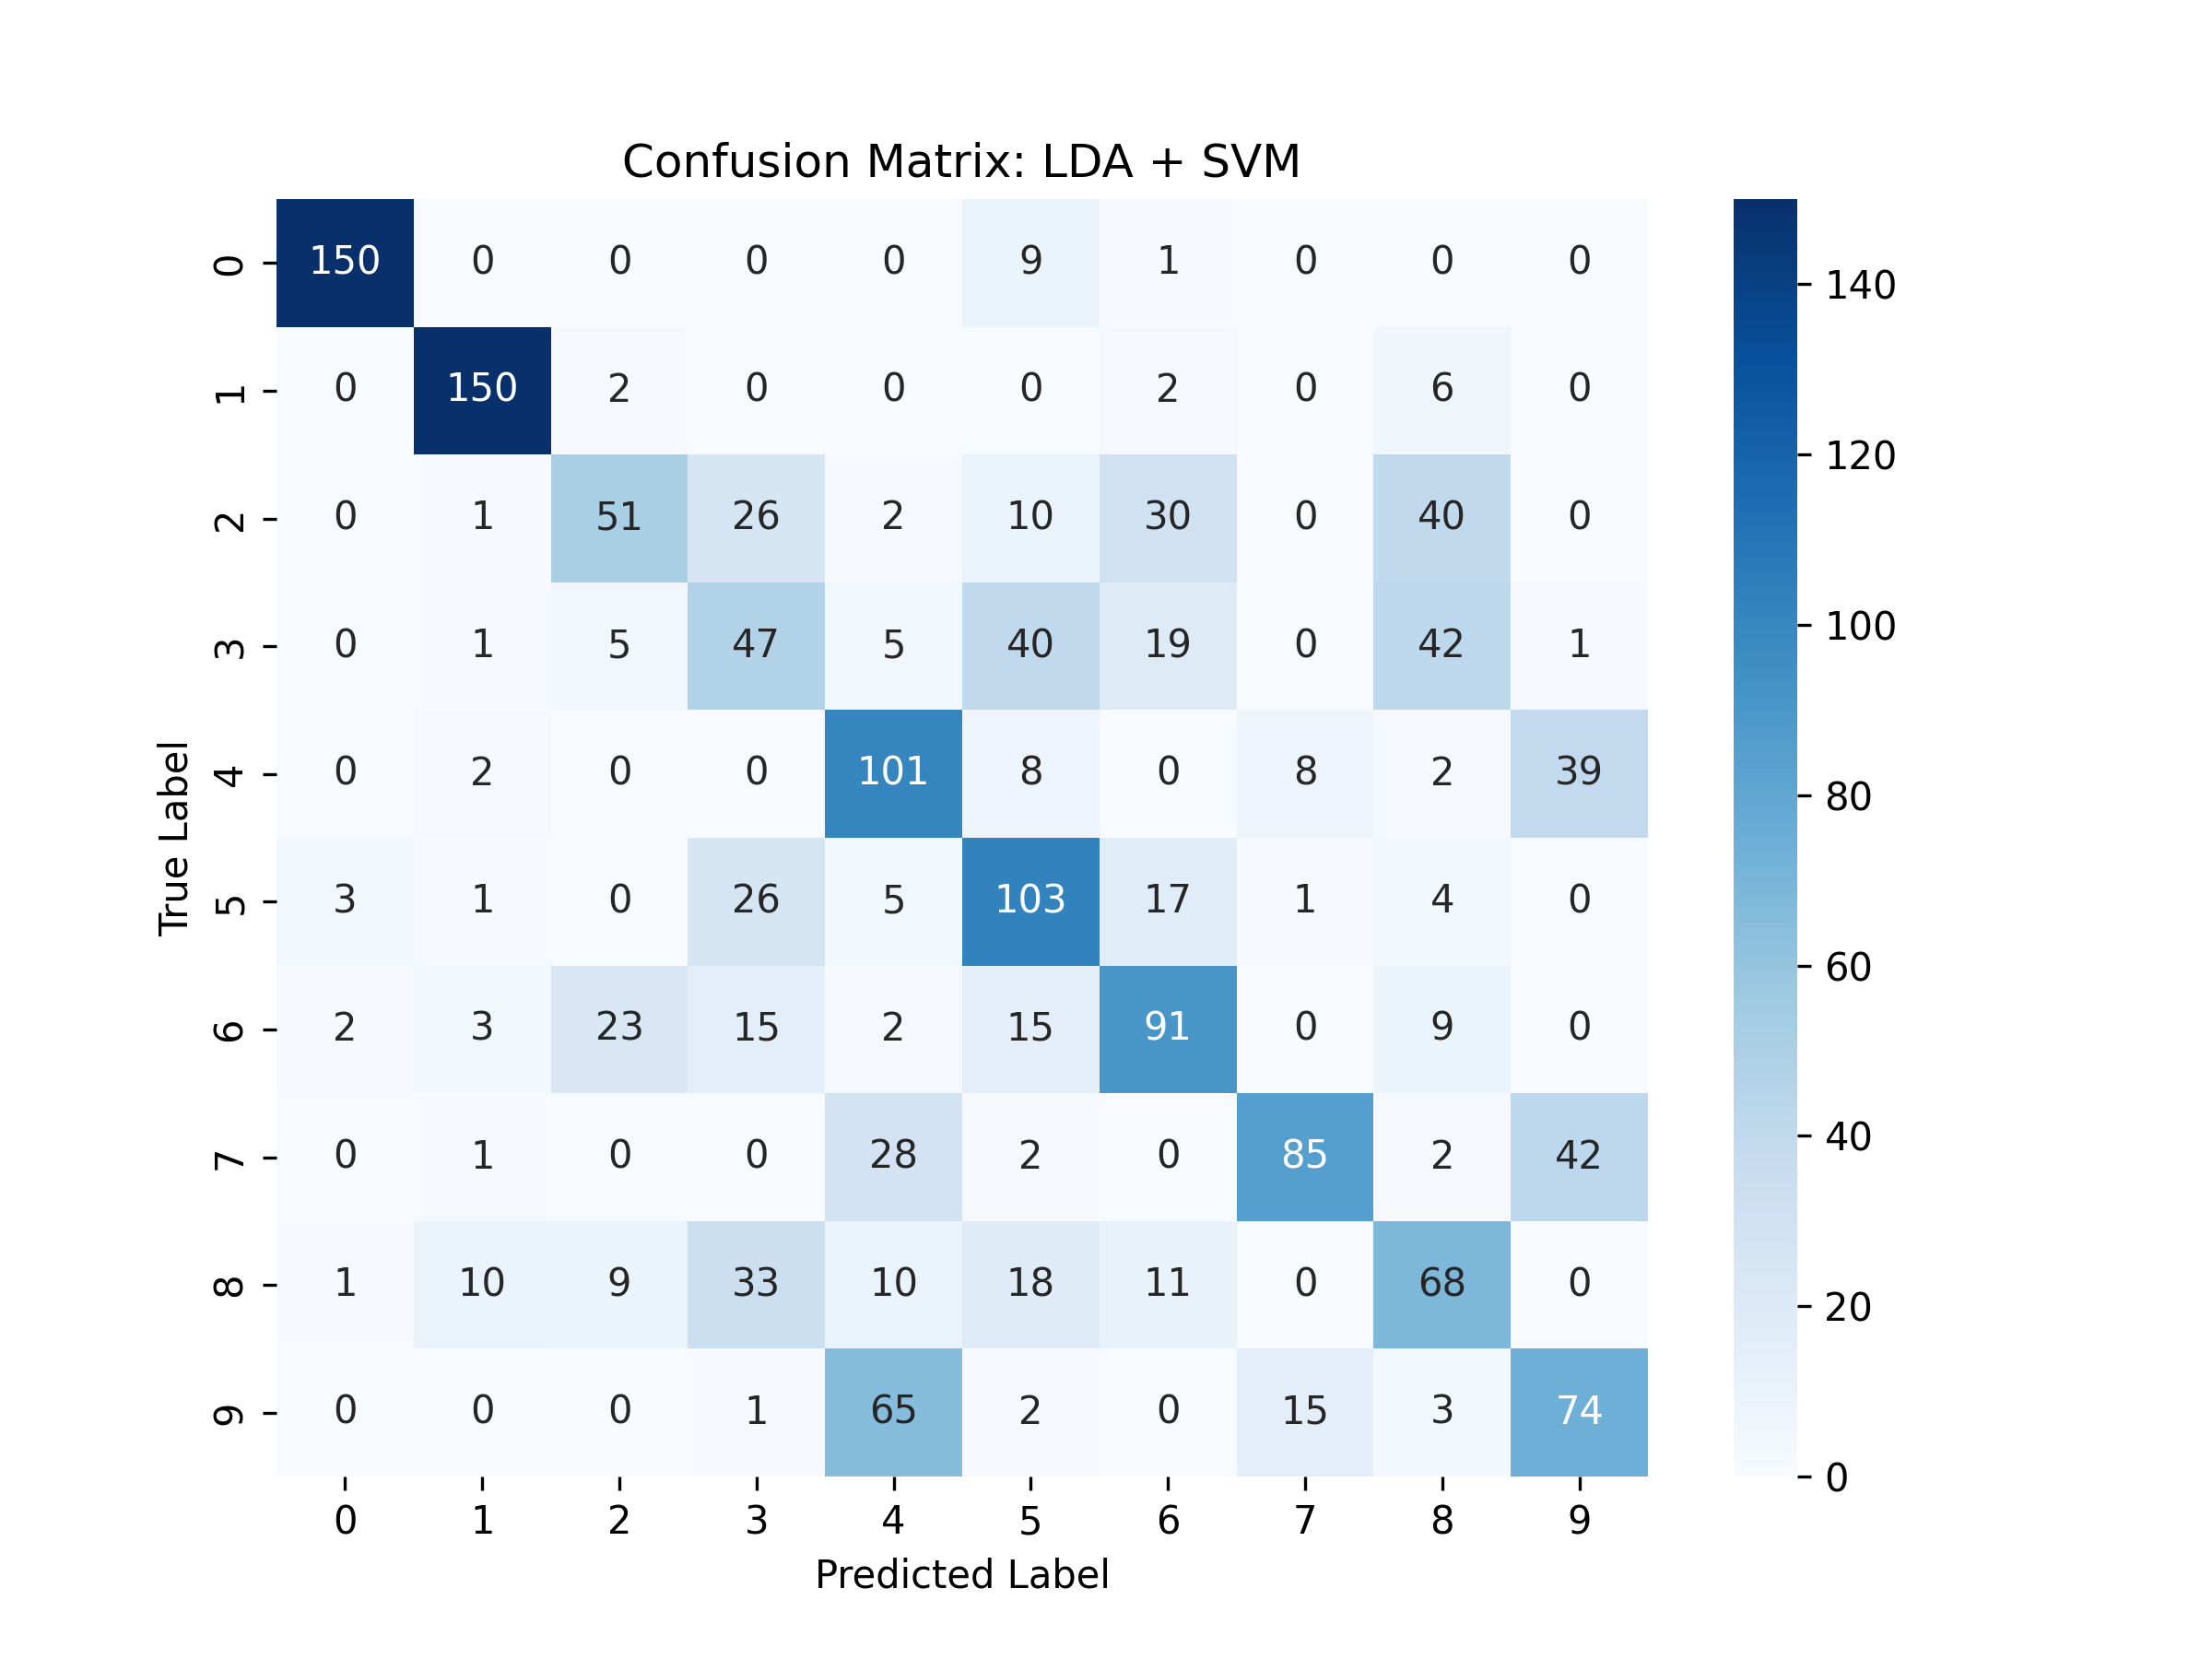 Confusion Matrix: LDA + SVM
0 150 0 0 0 0 9 1 0 0 0
1 0 150 2 0 0 0 2 0 6 0
2 0 1 51 26 2 10 30 0 40 0
3 0 1 5 47 5 40 19 0 42 1
4 0 2 0 0 101 8 0 8 2 39
5 3 1 0 26 5 103 17 1 4 0
6 2 3 23 15 2 15 91 0 9 0
7 0 1 0 0 28 2 0 85 2 42
8 1 10 9 33 10 18 11 0 68 0
9 0 0 0 1 65 2 0 15 3 74
0 1 2 3 4 5 6 7 8 9
Predicted Label
True Label
140
120
100
80
60
40
20
0